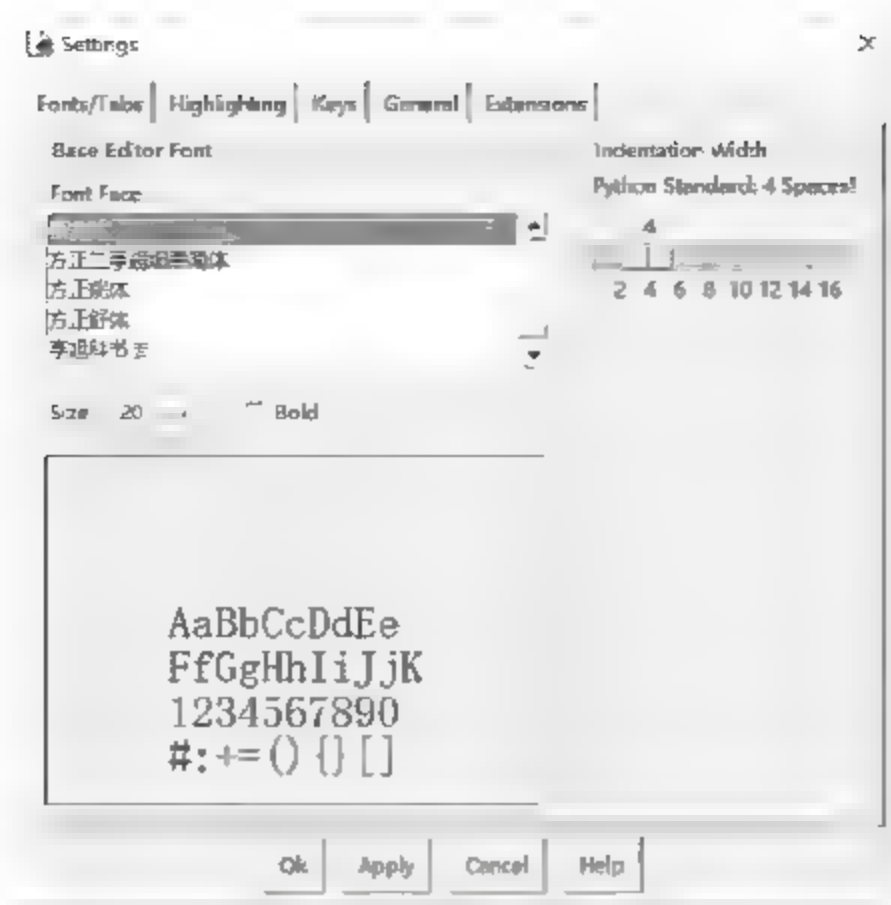 Settings
Fonts/Tabs Highlighting Keys General Extensions
Base Editor Font
Font Face
方正
方正舒体
Size 20 Bold
AaBbCcDdEe
FfGgHhIiJjK
1234567890
#:+=(){}[]
Indentation Width
Python Standard: 4 Spaces!
4
2 4 6 8 10 12 14 16
Ok Apply Cancel Help